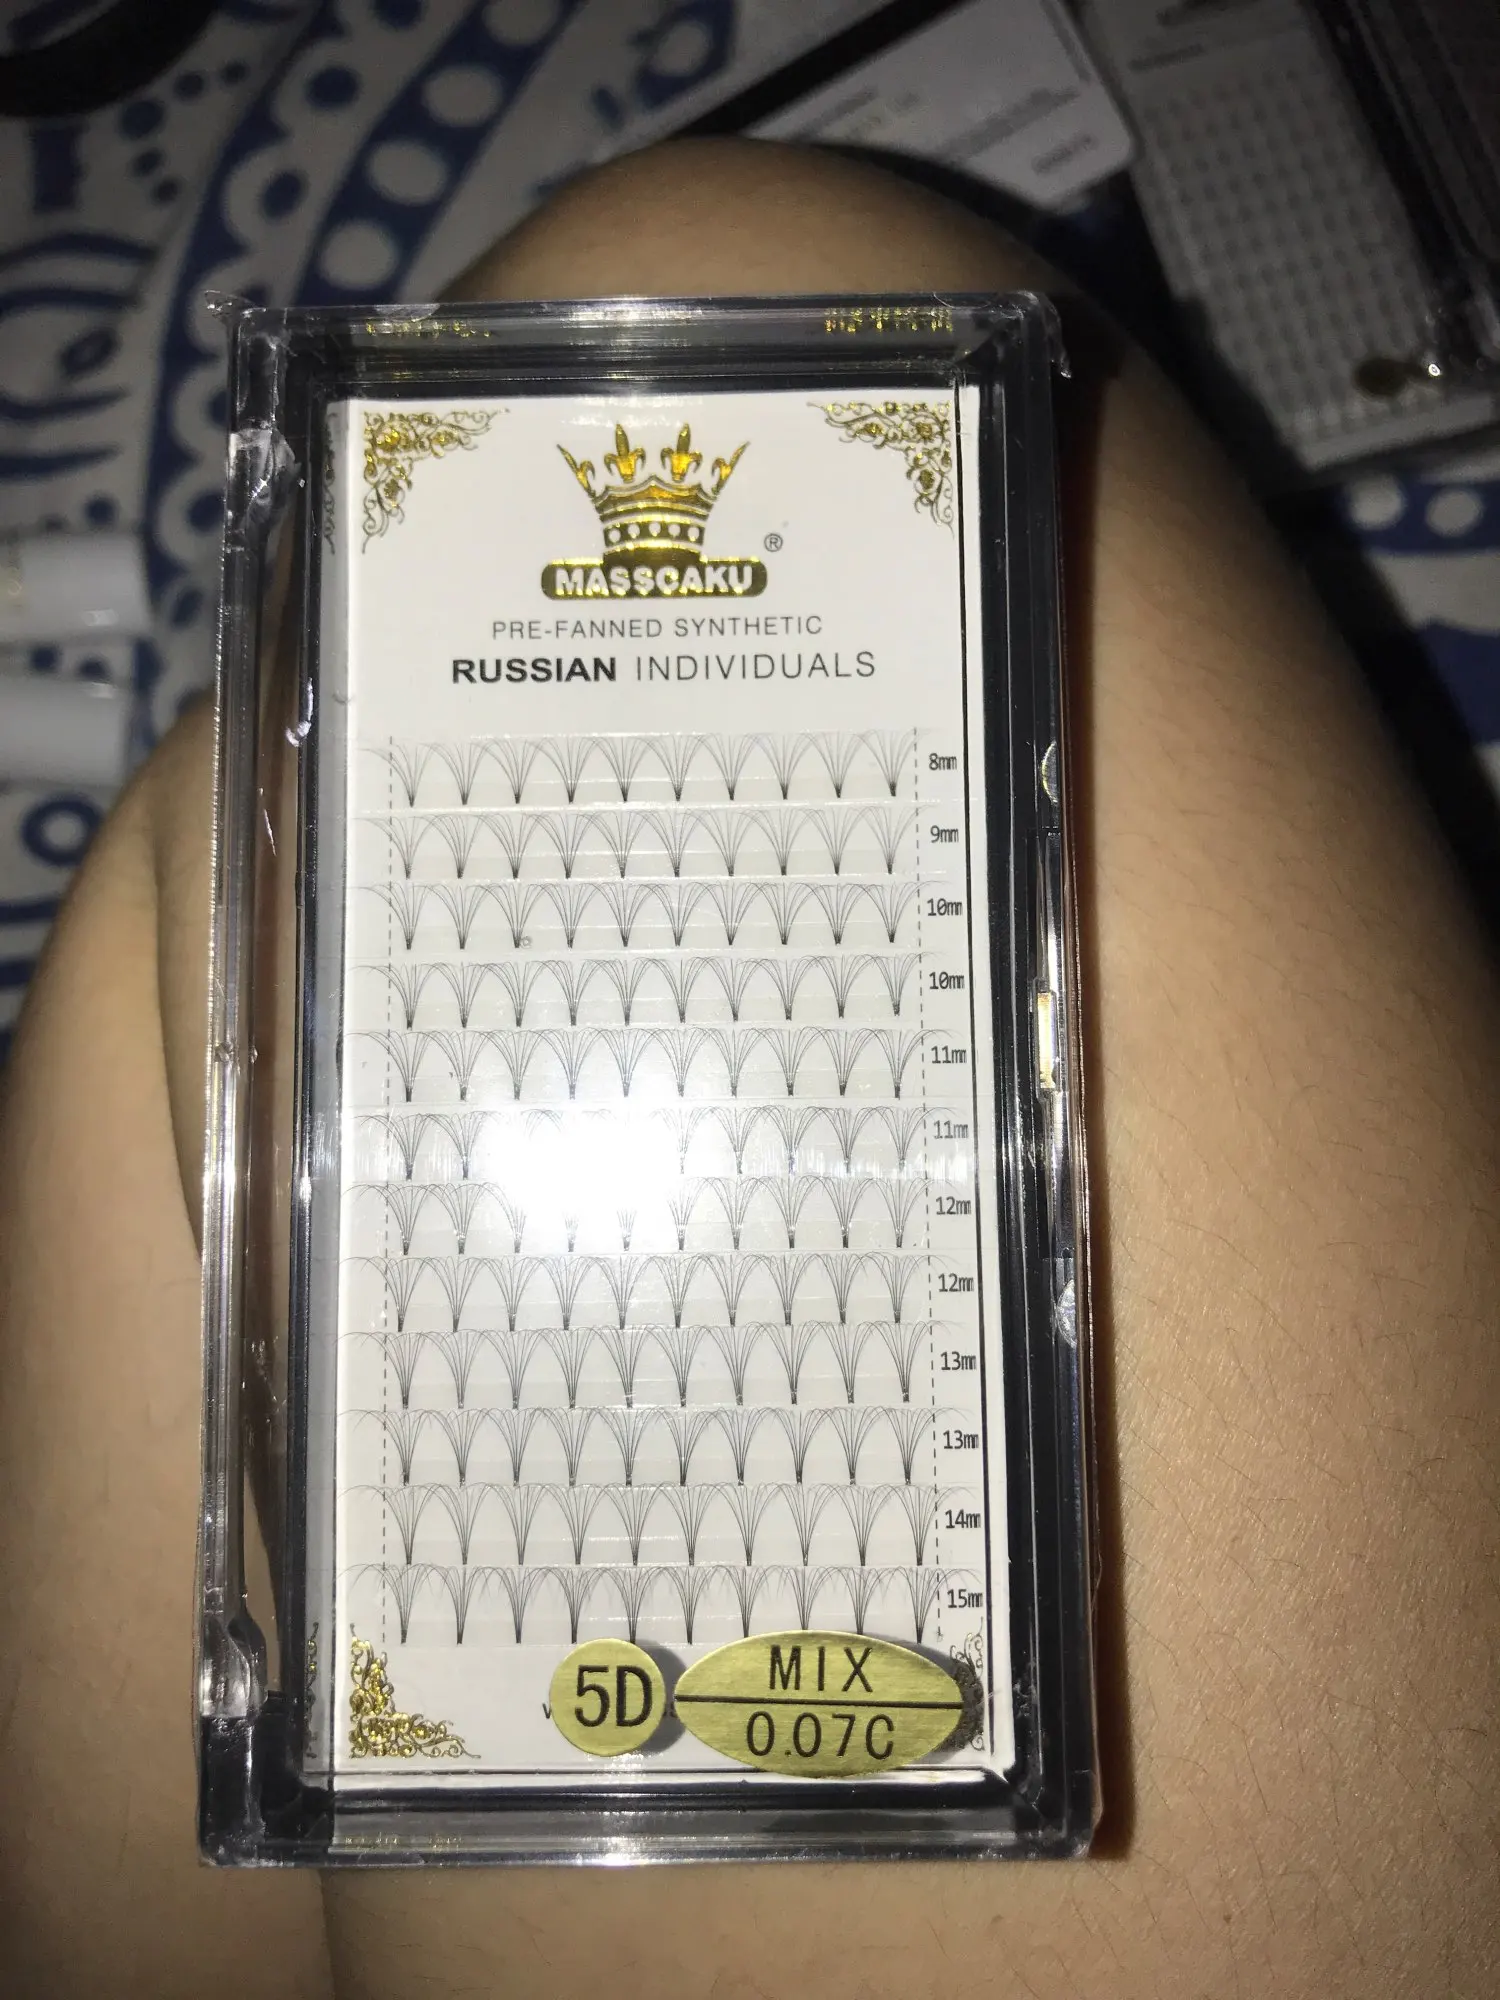 ®
MASSCAKU
PRE-FANNED SYNTHETIC
RUSSIAN INDIVIDUALS
8mm
9mm
10mm
10mm
11mm
11mm
12mm
12mm
13mm
13mm
14mm
15mm
5D
MIX
0.07C